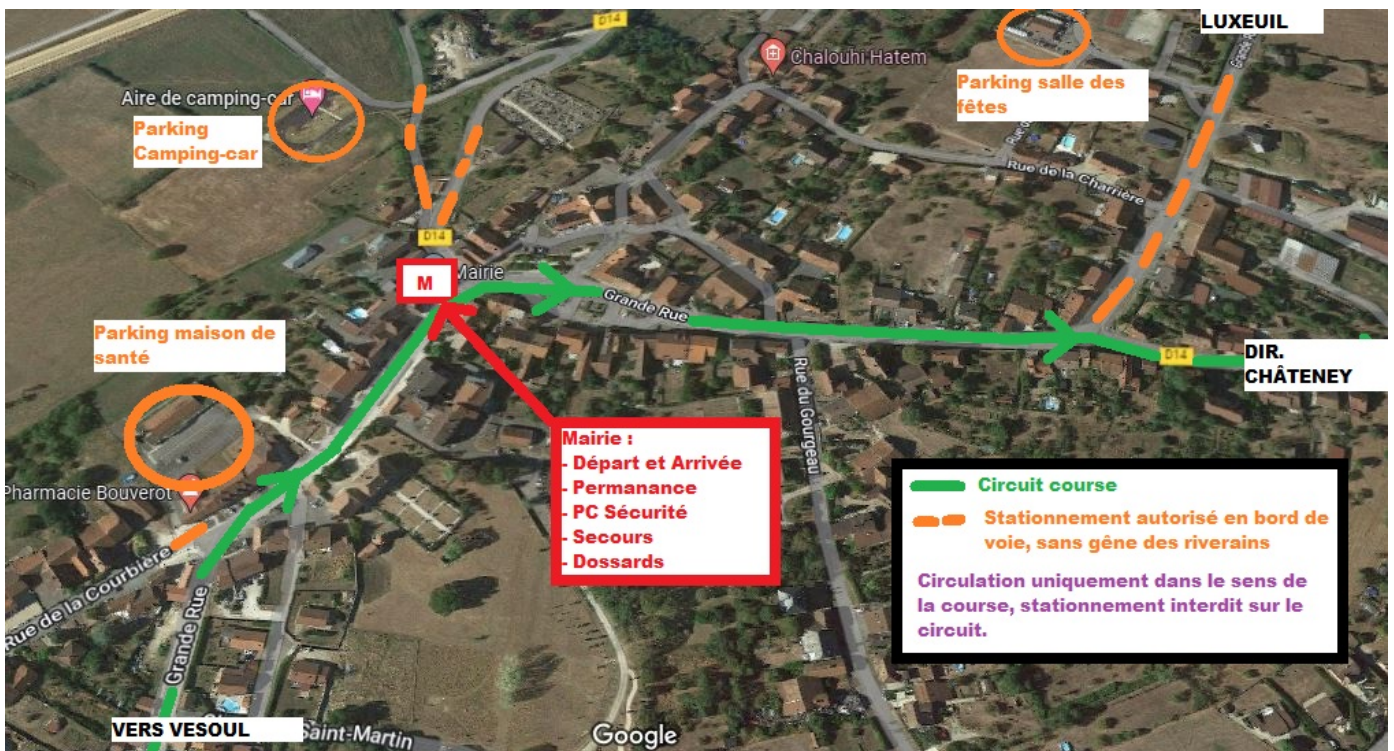 LUXEUIL
D14
Grande R
Chalouhi Hatem
Aire de camping-car
Parking
Camping-car
Parking salle des
fêtes
Rue de la Charrière
D14
Mairie
M
Grande Rue
Parking maison de
santé
D14
DIR.
CHÂTENEY
Rue du Gourgeau
Mairie :
- Départ et Arrivée
- Permanance
- PC Sécurité
- Secours
- Dossards
Pharmacie Bouverot
Circuit course
Stationnement autorisé en bord de
voie, sans gêne des riverains
Circulation uniquement dans le sens de
la course, stationnement interdit sur le
circuit.
Rue de la Courbière
Grande Rue
VERS VESOUL
Saint-Martin
Google